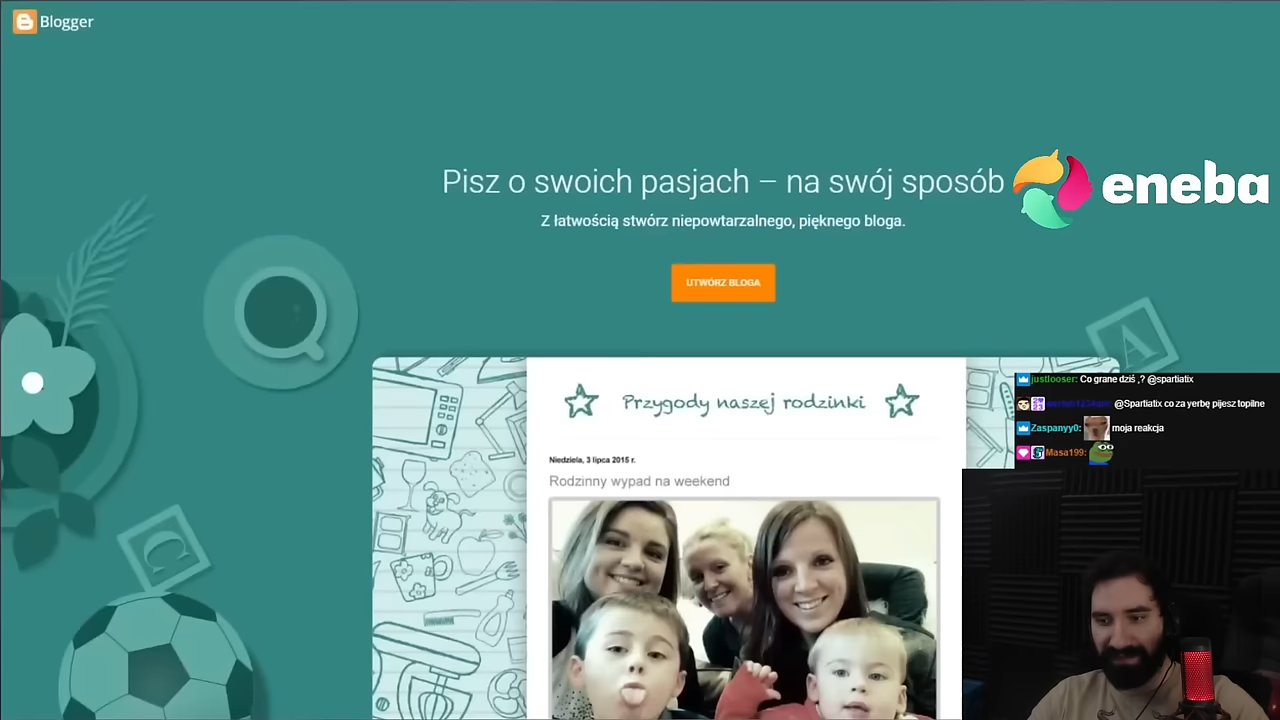 Blogger
Pisz o swoich pasjach – na swój sposób
eneba
Z łatwością stwórz niepowtarzalnego, pięknego bloga.
UTWÓRZ BLOGA
A
C
Przygody naszej rodzinki
Niedziela, 3 lipca 2015 r.
Rodzinny wypad na weekend
justlooser: Co grane dziś ,? @spartiatix
@Spartiatix co za yerbę pijesz topilne
Zaspanyy0: moja reakcja
Masa199: